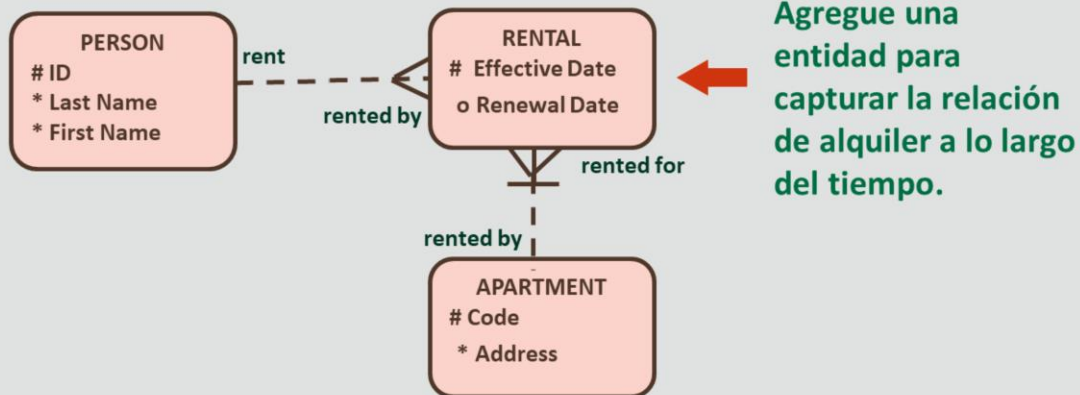 PERSON
# ID
* Last Name
* First Name
rent
rented by
RENTAL
# Effective Date
o Renewal Date
rented for
rented by
APARTMENT
# Code
* Address
Agregue una
entidad para
capturar la relación
de alquiler a lo largo
del tiempo.